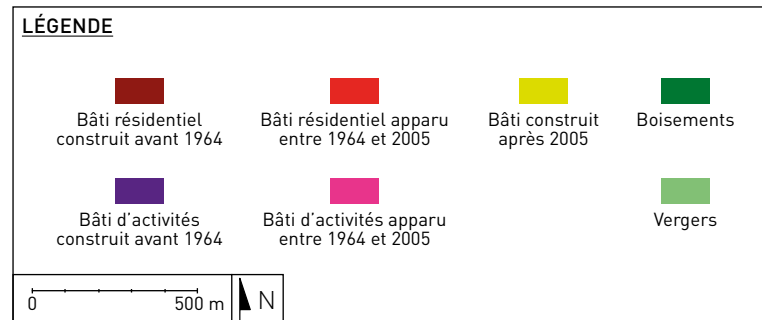 LÉGENDE
Bâti résidentiel
construit avant 1964
Bâti résidentiel apparu
entre 1964 et 2005
Bâti construit
après 2005
Boisements
Bâti d’activités
construit avant 1964
Bâti d’activités apparu
entre 1964 et 2005
Vergers
0 500 m N